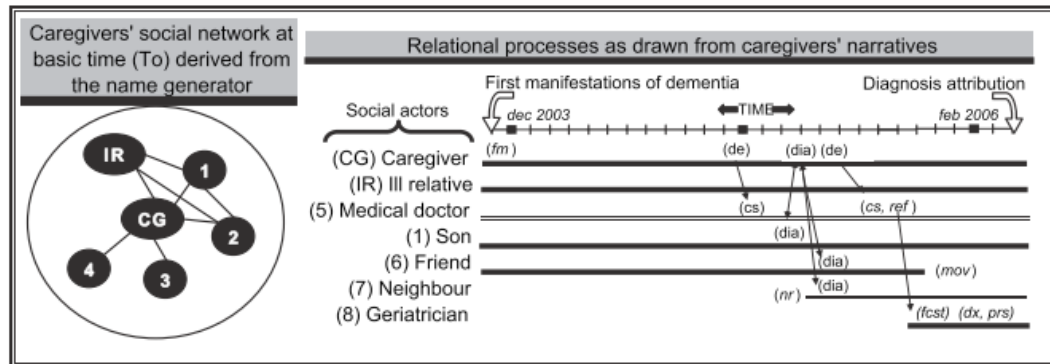 Caregivers' social network at
basic time (To) derived from
the name generator
IR
1
CG
2
4
3
Relational processes as drawn from caregivers' narratives
First manifestations of dementia
Diagnosis attribution
Social actors
TIME
dec 2003
feb 2006
(fm)
(de)
(dia) (de)
(CG) Caregiver
(IR) Ill relative
(5) Medical doctor
(cs)
(cs, ref )
(dia)
(1) Son
(6) Friend
(dia)
(mov)
(7) Neighbour
(nr)
(dia)
(8) Geriatrician
(fcst) (dx, prs)